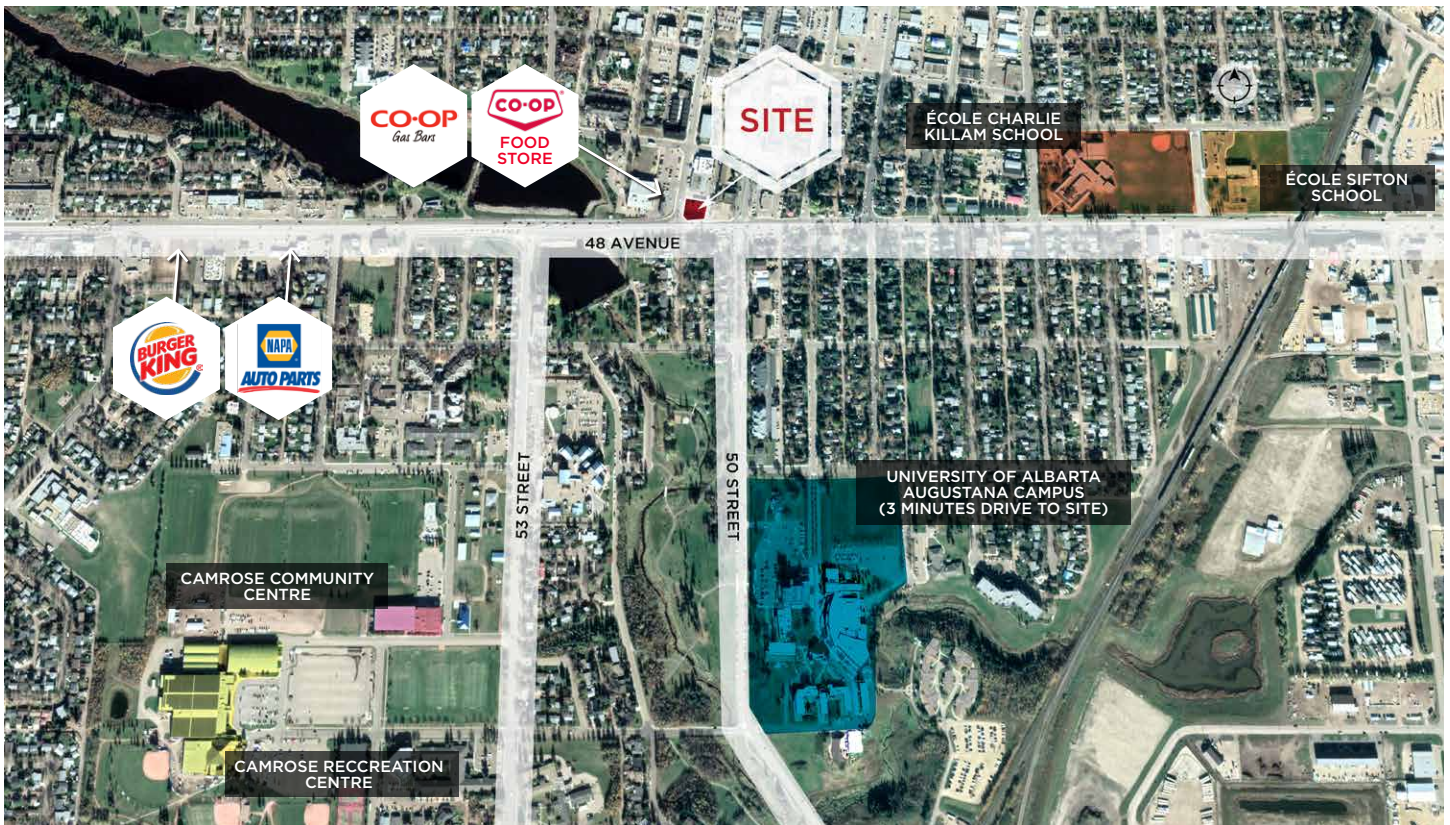 CO-OP
Gas Bars
CO-OP
FOOD
STORE
SITE
ÉCOLE CHARLIE
KILLAM SCHOOL
ÉCOLE SIFTON
SCHOOL
48 AVENUE
BURGER
KING
NAPA
AUTO PARTS
53 STREET
50 STREET
UNIVERSITY OF ALBARTA
AUGUSTANA CAMPUS
(3 MINUTES DRIVE TO SITE)
CAMROSE COMMUNITY
CENTRE
CAMROSE RECCREATION
CENTRE